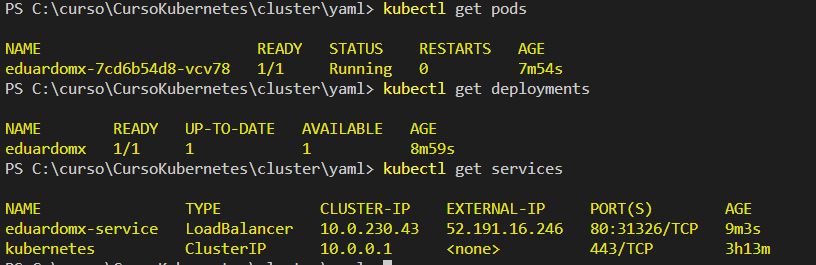 PS C:\curso\CursoKubernetes\cluster\yaml> kubectl get pods
NAME READY STATUS RESTARTS AGE
eduardomx-7cd6b54d8-vcv78 1/1 Running 0 7m54s
PS C:\curso\CursoKubernetes\cluster\yaml> kubectl get deployments
NAME READY UP-TO-DATE AVAILABLE AGE
eduardomx 1/1 1 1 8m59s
PS C:\curso\CursoKubernetes\cluster\yaml> kubectl get services
NAME TYPE CLUSTER-IP EXTERNAL-IP PORT(S) AGE
eduardomx-service LoadBalancer 10.0.230.43 52.191.16.246 80:31326/TCP 9m3s
kubernetes ClusterIP 10.0.0.1 <none> 443/TCP 3h13m